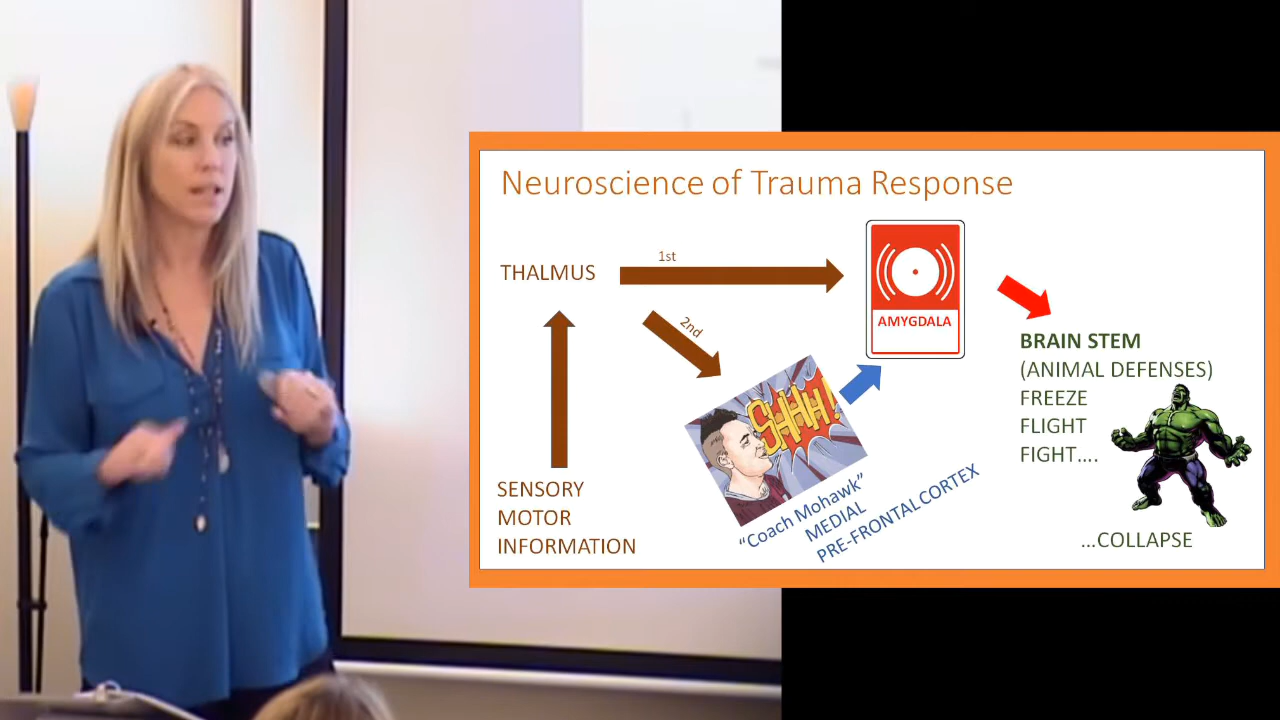 Neuroscience of Trauma Response
THALMUS
1st
2nd
AMYGDALA
SENSORY
MOTOR
INFORMATION
SHHH!
"Coach Mohawk"
MEDIAL
PRE-FRONTAL CORTEX
BRAIN STEM
(ANIMAL DEFENSES)
FREEZE
FLIGHT
FIGHT....
...COLLAPSE